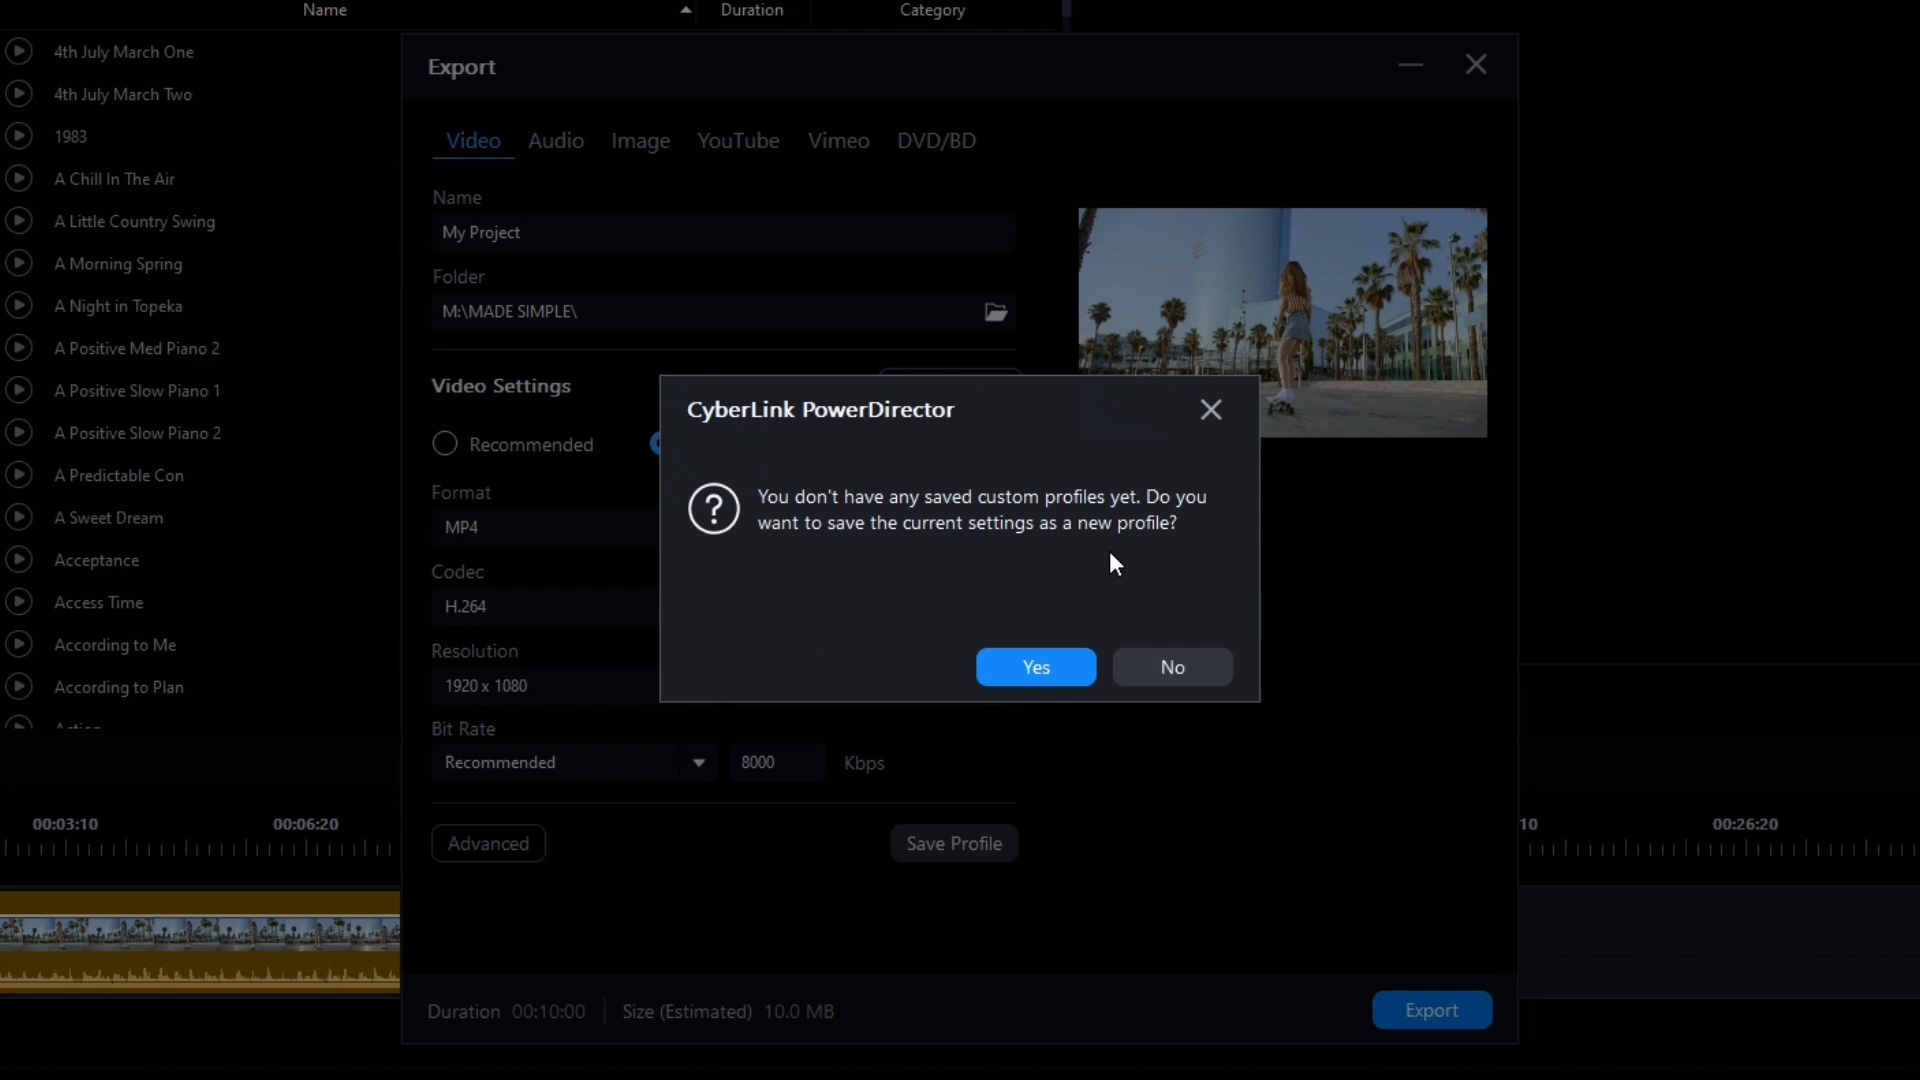 Name
Duration
Category
4th July March One
4th July March Two
1983
A Chill In The Air
A Little Country Swing
A Morning Spring
A Night in Topeka
A Positive Med Piano 2
A Positive Slow Piano 1
A Positive Slow Piano 2
A Predictable Con
A Sweet Dream
Acceptance
Access Time
According to Me
According to Plan
Export
Video Audio Image YouTube Vimeo DVD/BD
Name
My Project
Folder
M:\MADE SIMPLE\
Video Settings
Recommended
Format
MP4
Codec
H.264
Resolution
1920 x 1080
Bit Rate
Recommended
8000
Kbps
Advanced
Save Profile
CyberLink PowerDirector
You don't have any saved custom profiles yet. Do you
want to save the current settings as a new profile?
Yes
No
00:03:10
00:06:20
10
00:26:20
Duration 00:10:00
Size (Estimated) 10.0 MB
Export